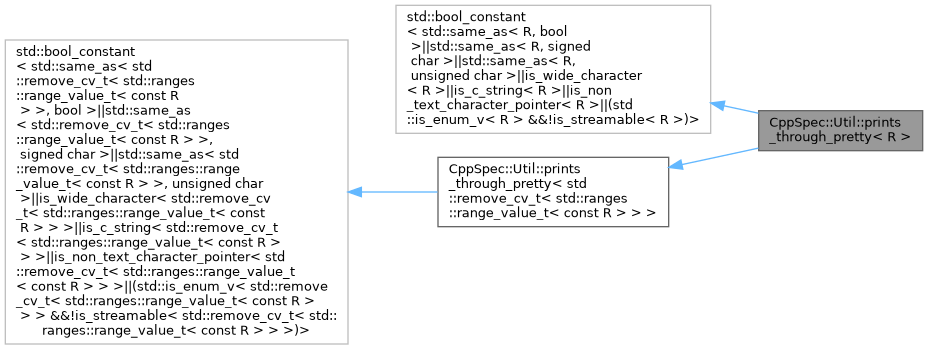 std::bool_constant
< std::same_as< R, bool
>||std::same_as< R, signed
char >||std::same_as< R,
unsigned char >||is_wide_character
< R >||is_c_string< R >||is_non
_text_character_pointer< R >||(std
::is_enum_v< R > &&!is_streamable< R >)>
std::bool_constant
< std::same_as< std
::remove_cv_t< std::ranges
::range_value_t< const R
> >, bool >||std::same_as
< std::remove_cv_t< std::ranges
::range_value_t< const R > >,
signed char >||std::same_as< std
::remove_cv_t< std::ranges::range
_value_t< const R > >, unsigned char
>||is_wide_character< std::remove_cv
_t< std::ranges::range_value_t< const
R > > >||is_c_string< std::remove_cv_t
< std::ranges::range_value_t< const R >
> >||is_non_text_character_pointer< std
::remove_cv_t< std::ranges::range_value_t
< const R > > >||(std::is_enum_v< std::remove
_cv_t< std::ranges::range_value_t< const R >
> > &&!is_streamable< std::remove_cv_t< std::
ranges::range_value_t< const R > > >)>
CppSpec::Util::prints
_through_pretty< std
::remove_cv_t< std::ranges
::range_value_t< const R > > >
CppSpec::Util::prints
_through_pretty< R >